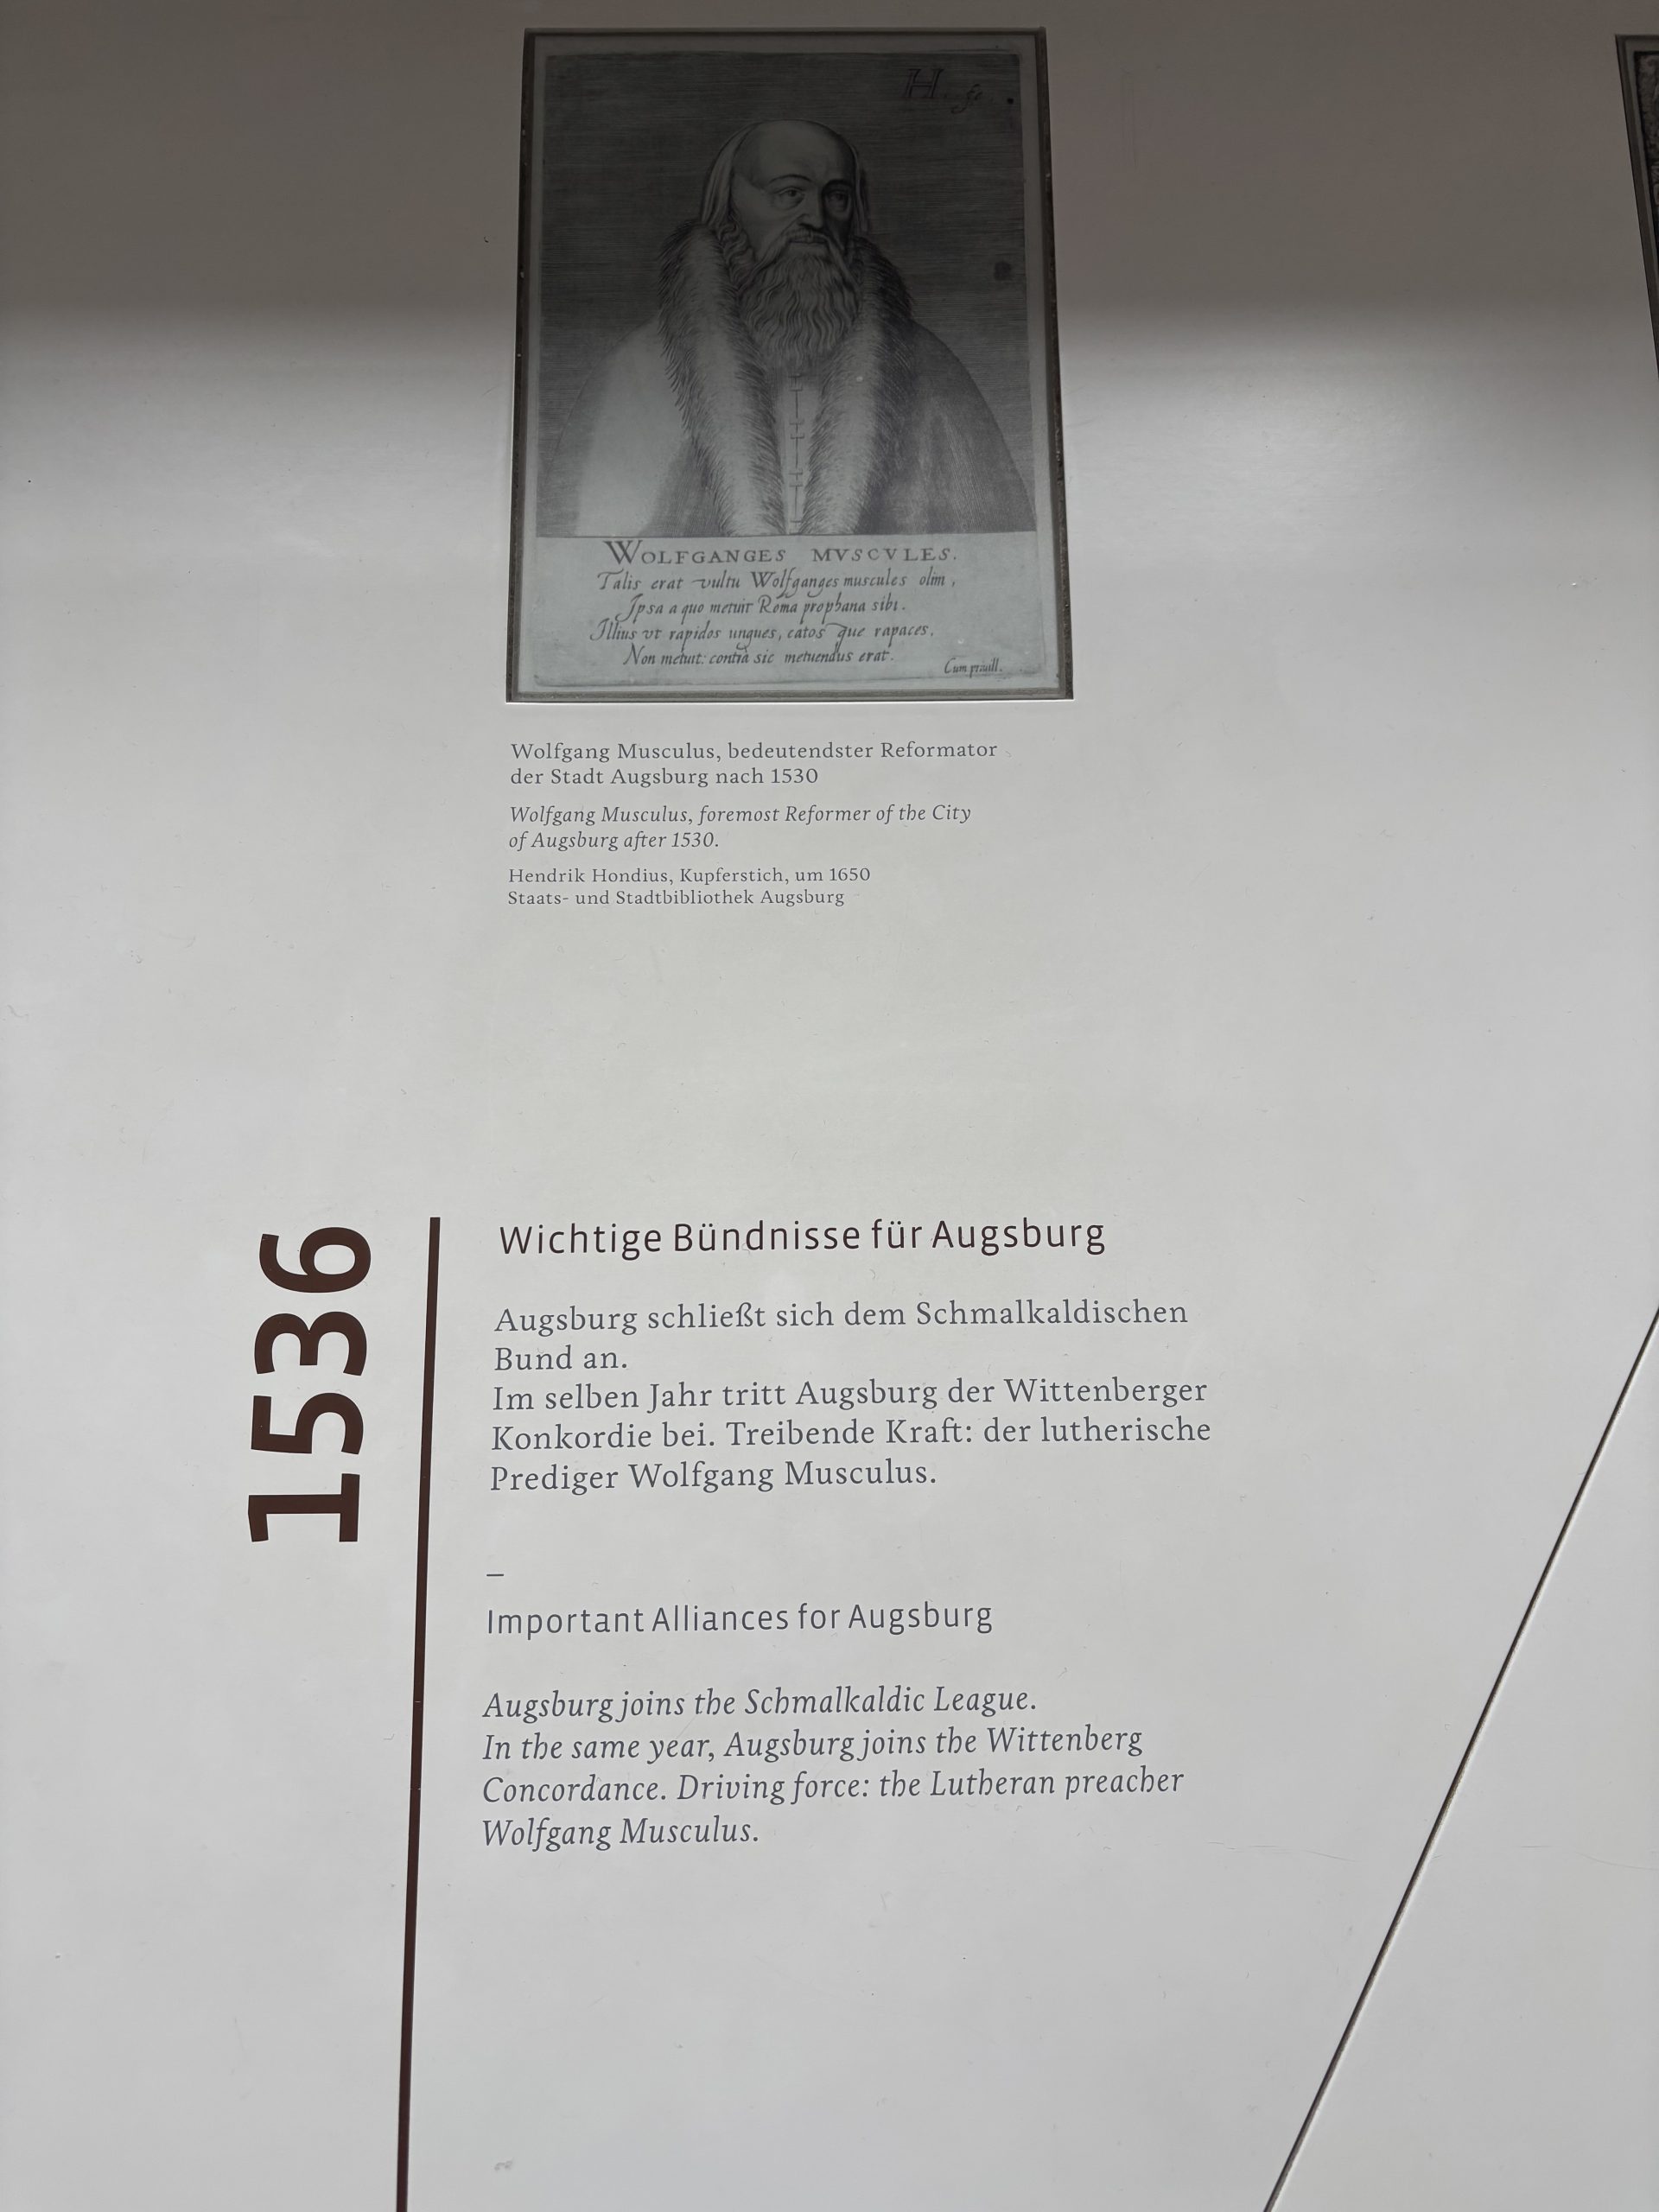 H. fe
WOLFGANGES MVSCVLES.
Talis erat vultu Wolfganges muscules olim,
Ipsa a quo metuit Roma prophana sibi.
Illius vt rapidos ungues, catos que rapaces,
Non metuit: contrà sic metuendus erat.
Cum
Wolfgang Musculus, bedeutendster Reformator
der Stadt Augsburg nach 1530
Wolfgang Musculus, foremost Reformer of the City
of Augsburg after 1530.
Hendrik Hondius, Kupferstich, um 1650
Staats- und Stadtbibliothek Augsburg
1536
Wichtige Bündnisse für Augsburg
Augsburg schließt sich dem Schmalkaldischen
Bund an.
Im selben Jahr tritt Augsburg der Wittenberger
Konkordie bei. Treibende Kraft: der lutherische
Prediger Wolfgang Musculus.
–
Important Alliances for Augsburg
Augsburg joins the Schmalkaldic League.
In the same year, Augsburg joins the Wittenberg
Concordance. Driving force: the Lutheran preacher
Wolfgang Musculus.